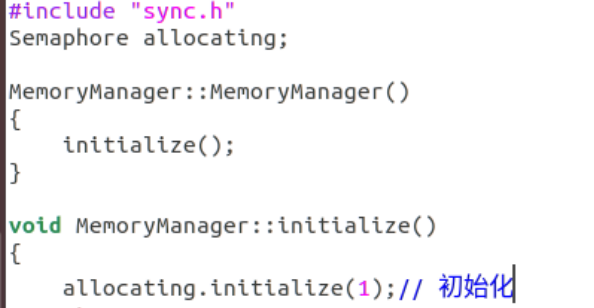 #include "sync.h"
Semaphore allocating;
MemoryManager::MemoryManager()
{
initialize();
}
void MemoryManager::initialize()
{
allocating.initialize(1);// 初始化